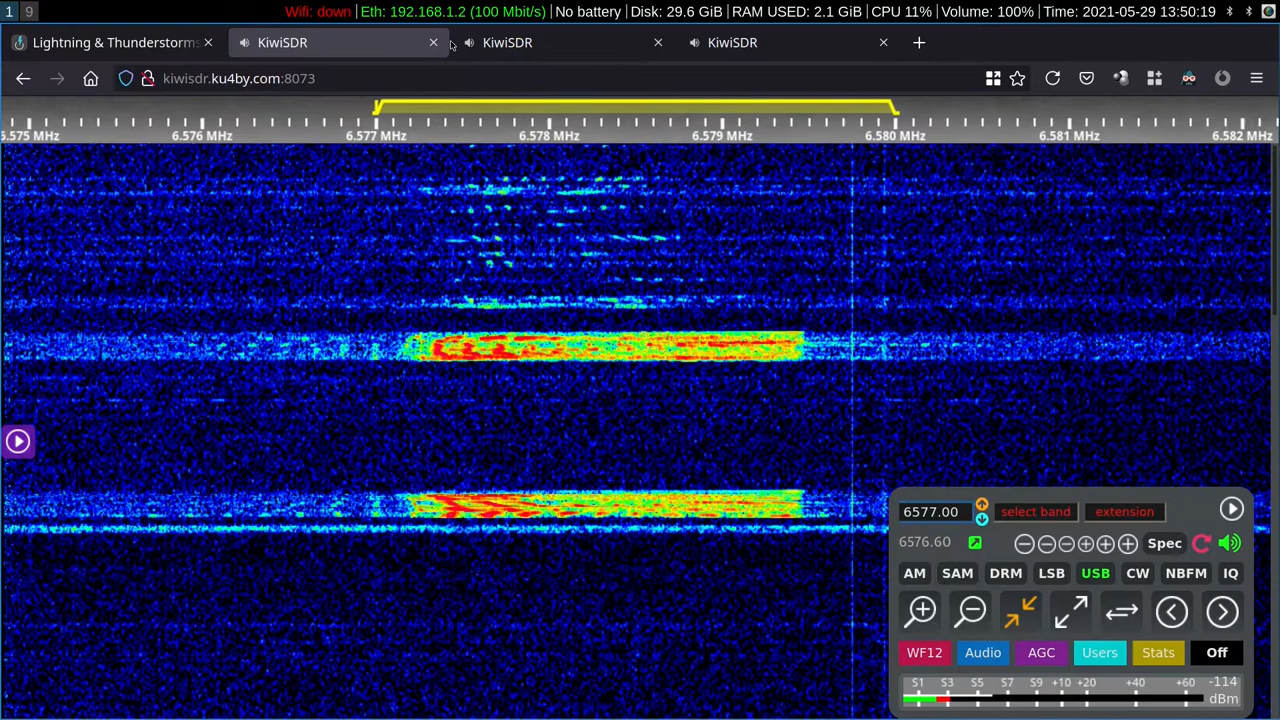 1 9 Wifi: down | Eth: 192.168.1.2 (100 Mbit/s) | No battery | Disk: 29.6 GiB | RAM USED: 2.1 GiB | CPU 11% | Volume: 100% | Time: 2021-05-29 13:50:19
Lightning & Thunderstorms KiwiSDR KiwiSDR KiwiSDR
kiwisdr.ku4by.com:8073
6.575 MHz 6.576 MHz 6.577 MHz 6.578 MHz 6.579 MHz 6.580 MHz 6.581 MHz 6.582 MHz
6577.00 select band extension
6576.60 Spec
AM SAM DRM LSB USB CW NBFM IQ
WF12 Audio AGC Users Stats Off
S1 S3 S5 S7 S9 +10 +20 +40 +60 -114
dBm